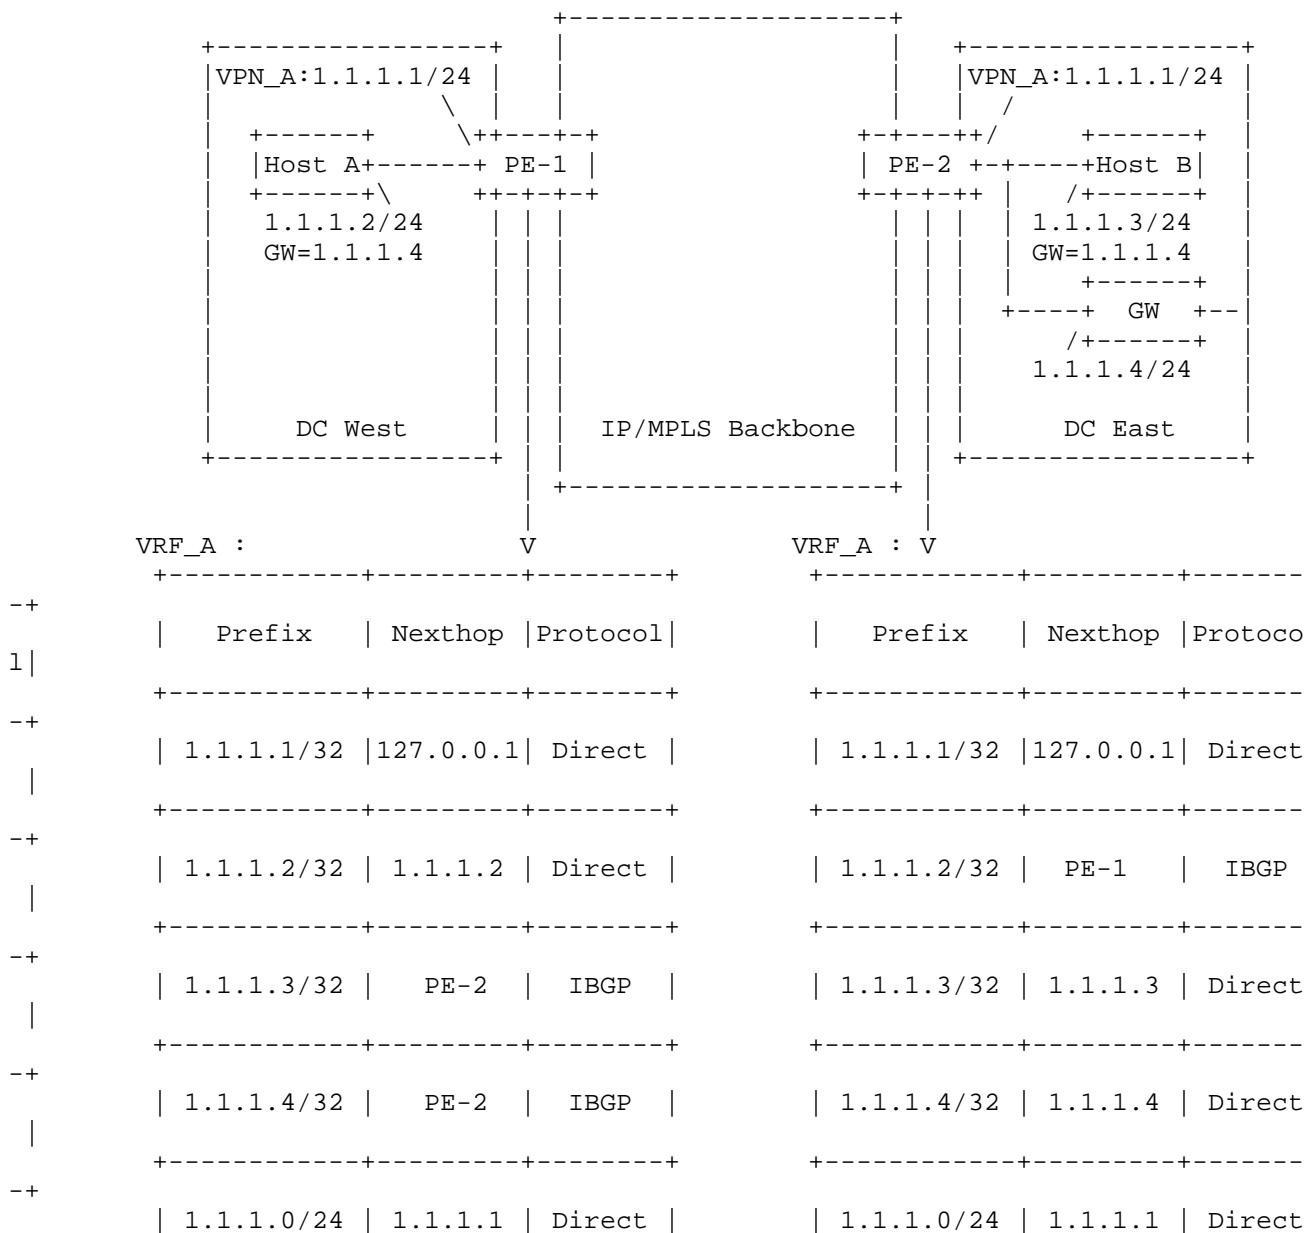 +--------------------+
             +-----------------+   |                    |   +-----------------+
             |VPN_A:1.1.1.1/24 |   |                    |   |VPN_A:1.1.1.1/24 |
             |              \  |   |                    |   |  /              |
             |  +------+     \++---+-+                +-+---++/     +------+  |
             |  |Host A+------+ PE-1 |                | PE-2 +-+----+Host B|  |
             |  +------+\     ++-+-+-+                +-+-+-++ |   /+------+  |
             |   1.1.1.2/24    | | |                    | | |  | 1.1.1.3/24   |
             |   GW=1.1.1.4    | | |                    | | |  | GW=1.1.1.4   |
             |                 | | |                    | | |  |    +------+  |
             |                 | | |                    | | |  +----+  GW  +--|
             |                 | | |                    | | |      /+------+  |
             |                 | | |                    | | |    1.1.1.4/24   |
             |                 | | |                    | | |                 |
             |     DC West     | | |  IP/MPLS Backbone  | | |      DC East    |
             +-----------------+ | |                    | | +-----------------+
                                 | +--------------------+ |
                                 |                        |
        VRF_A :                  V                VRF_A : V
         +------------+---------+--------+        +------------+---------+-------
-+
         |   Prefix   | Nexthop |Protocol|        |   Prefix   | Nexthop |Protoco
l|
         +------------+---------+--------+        +------------+---------+-------
-+
         | 1.1.1.1/32 |127.0.0.1| Direct |        | 1.1.1.1/32 |127.0.0.1| Direct
 |
         +------------+---------+--------+        +------------+---------+-------
-+
         | 1.1.1.2/32 | 1.1.1.2 | Direct |        | 1.1.1.2/32 |  PE-1   |  IBGP
 |
         +------------+---------+--------+        +------------+---------+-------
-+
         | 1.1.1.3/32 |  PE-2   |  IBGP  |        | 1.1.1.3/32 | 1.1.1.3 | Direct
 |
         +------------+---------+--------+        +------------+---------+-------
-+
         | 1.1.1.4/32 |  PE-2   |  IBGP  |        | 1.1.1.4/32 | 1.1.1.4 | Direct
 |
         +------------+---------+--------+        +------------+---------+-------
-+
         | 1.1.1.0/24 | 1.1.1.1 | Direct |        | 1.1.1.0/24 | 1.1.1.1 | Direct